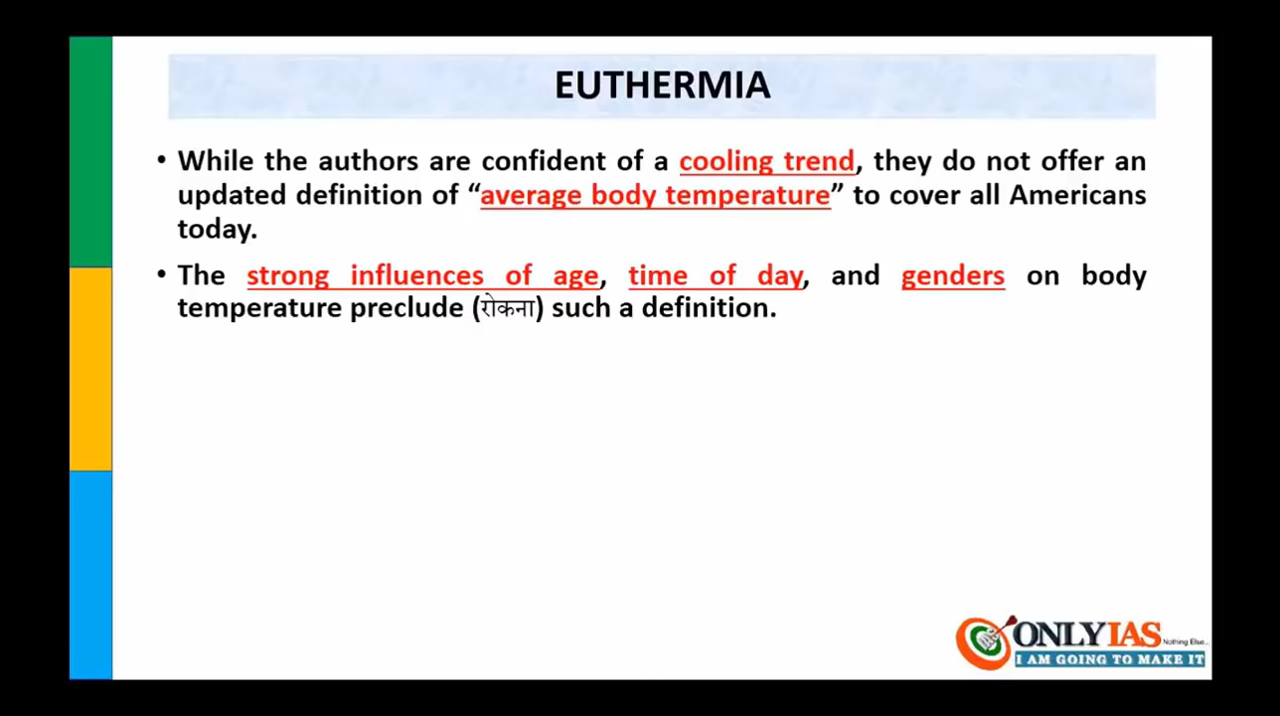 EUTHERMIA
• While the authors are confident of a cooling trend, they do not offer an
updated definition of “average body temperature” to cover all Americans
today.
• The strong influences of age, time of day, and genders on body
temperature preclude (रोकना) such a definition.
ONLYIAS Nothing Else..
I AM GOING TO MAKE IT